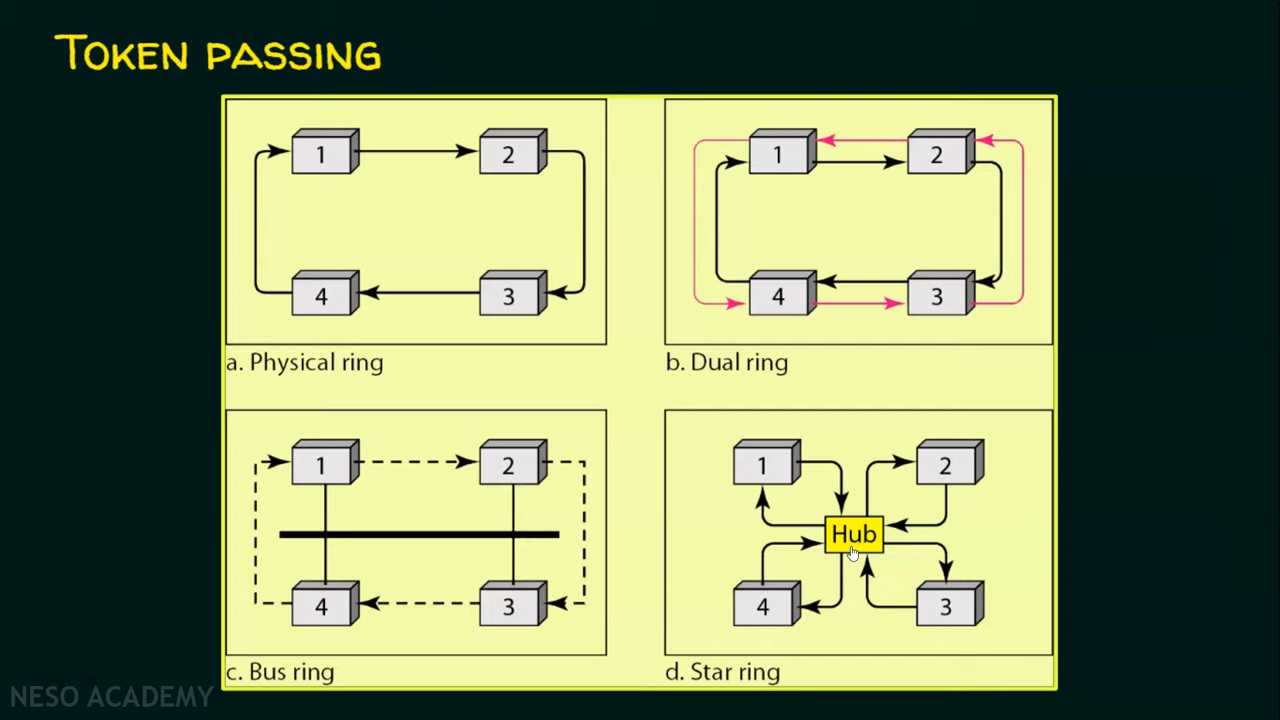 TOKEN PASSING
1
2
4
3
a. Physical ring
1
2
4
3
b. Dual ring
1
2
4
3
c. Bus ring
1
2
Hub
4
3
d. Star ring
NESO ACADEMY